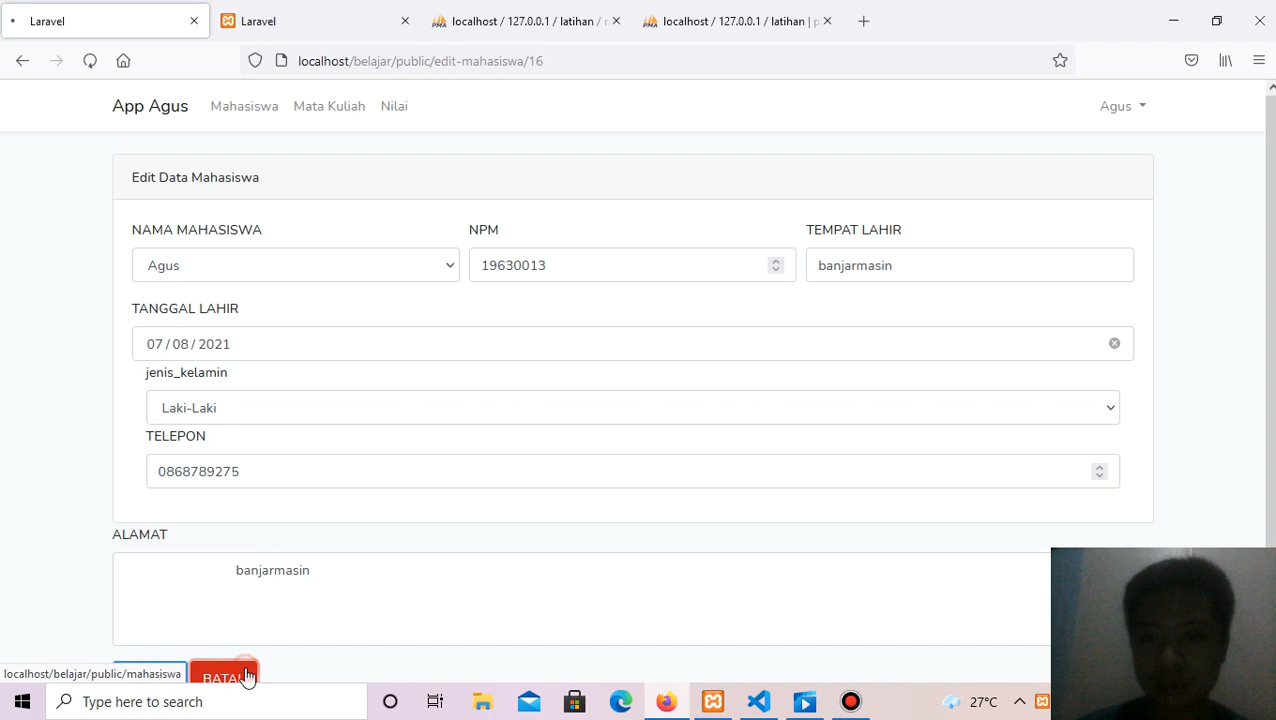 Laravel
Laravel
localhost / 127.0.0.1 / latihan /
localhost / 127.0.0.1 / latihan |
localhost/belajar/public/edit-mahasiswa/16
App Agus Mahasiswa Mata Kuliah Nilai Agus
Edit Data Mahasiswa
NAMA MAHASISWA NPM TEMPAT LAHIR
Agus 19630013 banjarmasin
TANGGAL LAHIR
07 / 08 / 2021
jenis_kelamin
Laki-Laki
TELEPON
0868789275
ALAMAT
banjarmasin
localhost/belajar/public/mahasiswa
BATAL
Type here to search 27°C